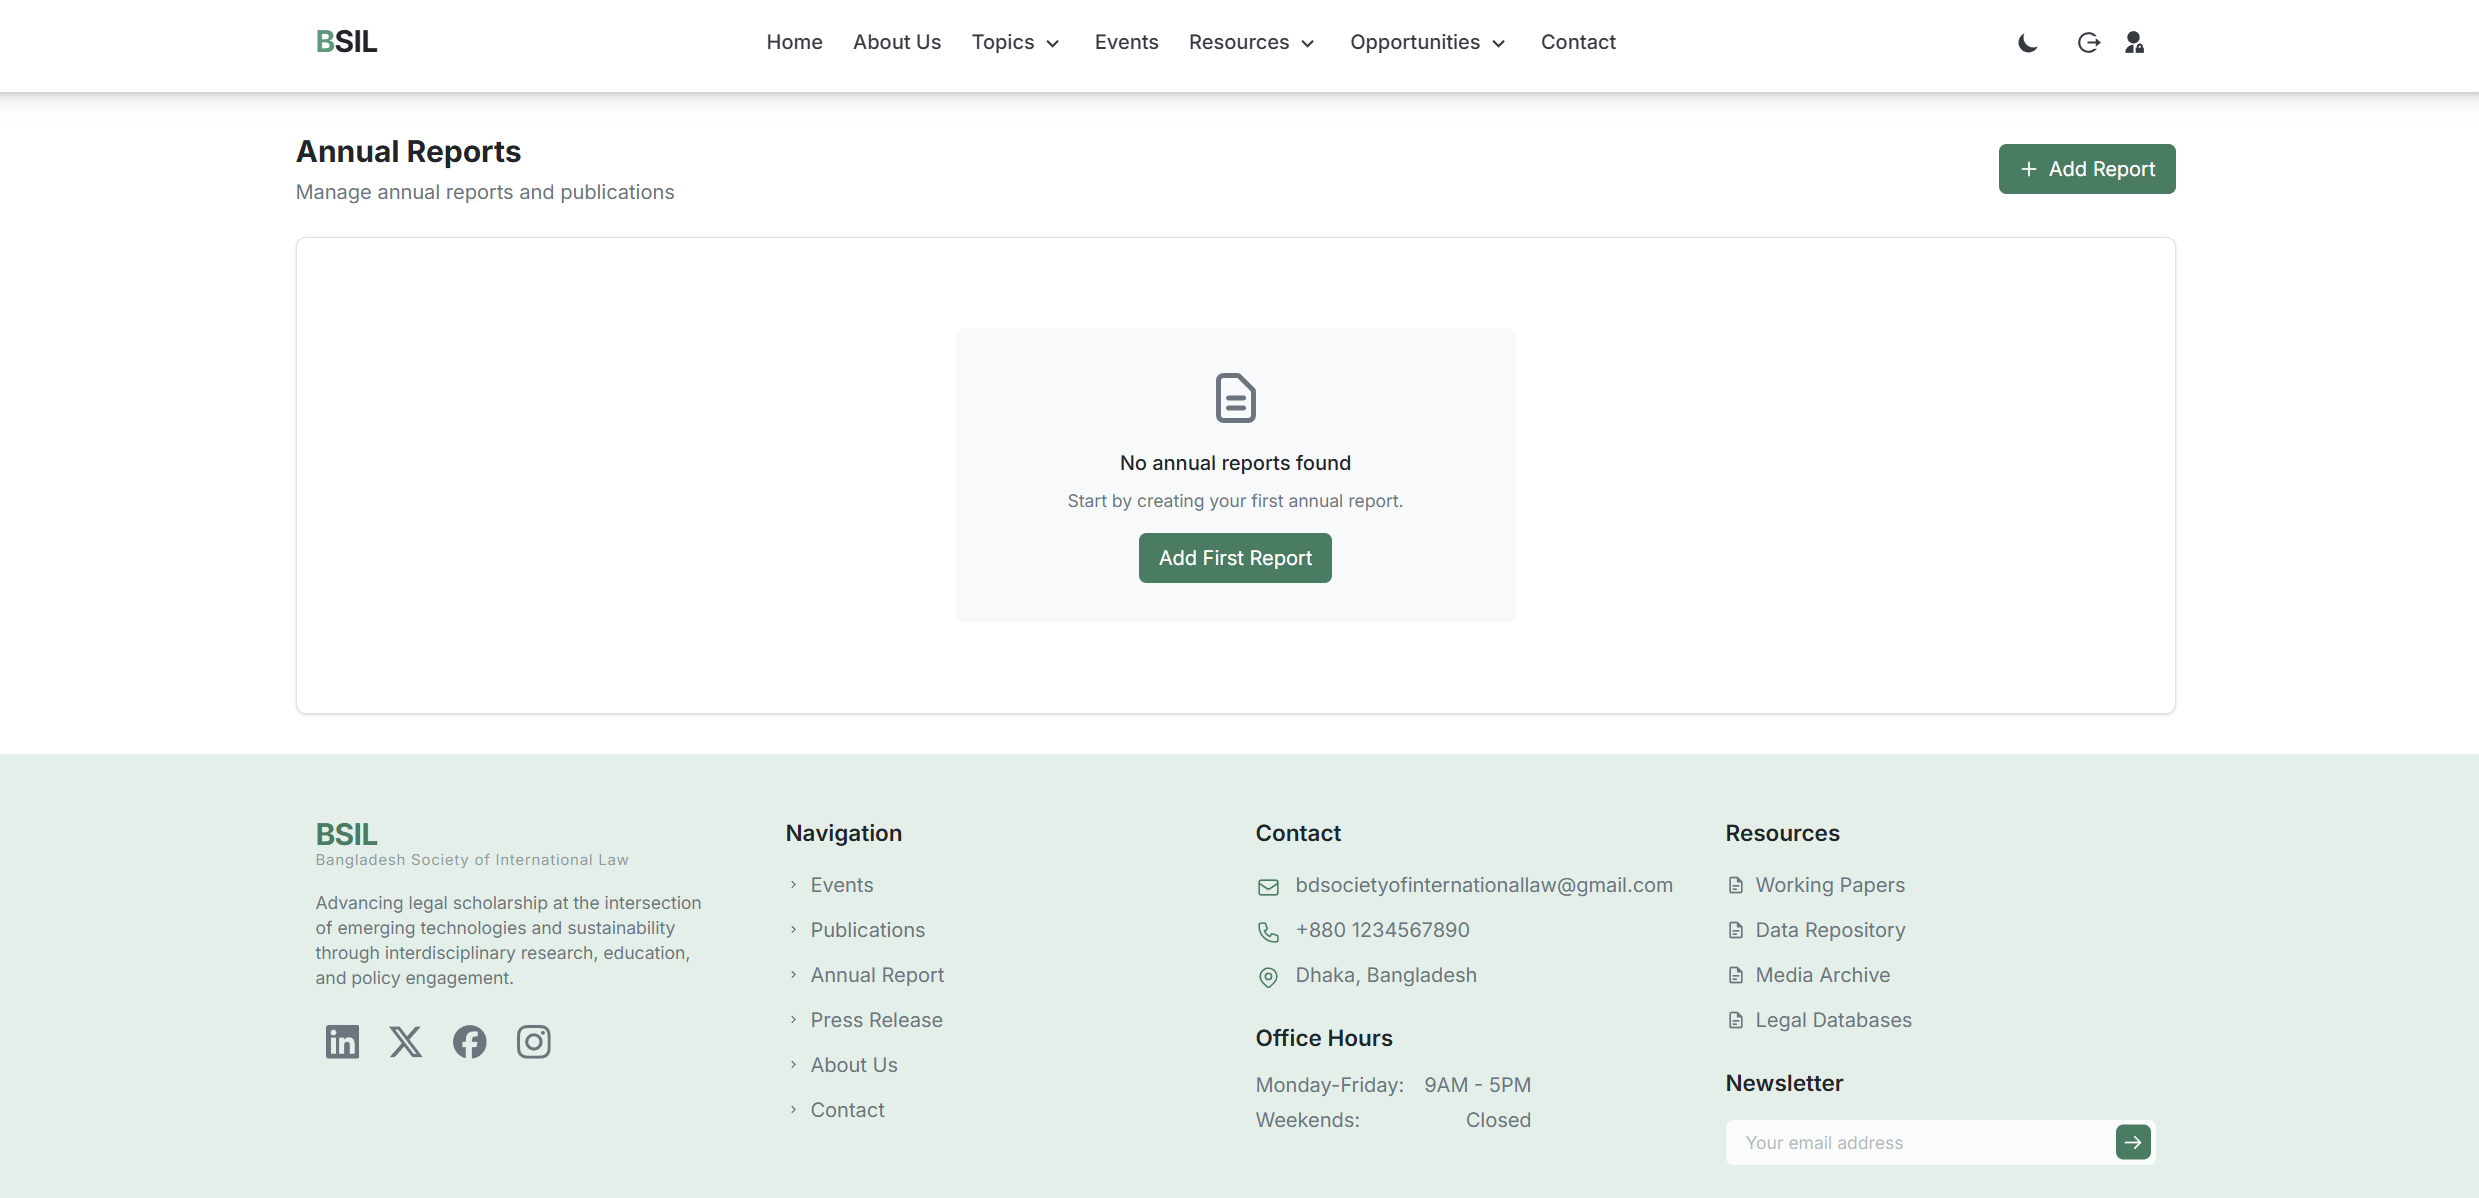 BSIL
Home
About Us
Topics
Events
Resources
Opportunities
Contact
Annual Reports
Manage annual reports and publications
Add Report
No annual reports found
Start by creating your first annual report.
Add First Report
BSIL
Bangladesh Society of International Law
Advancing legal scholarship at the intersection
of emerging technologies and sustainability
through interdisciplinary research, education,
and policy engagement.
Navigation
Events
Publications
Annual Report
Press Release
About Us
Contact
Contact
bdsocietyofinternationallaw@gmail.com
+880 1234567890
Dhaka, Bangladesh
Office Hours
Monday-Friday: 9AM - 5PM
Weekends: Closed
Resources
Working Papers
Data Repository
Media Archive
Legal Databases
Newsletter
Your email address